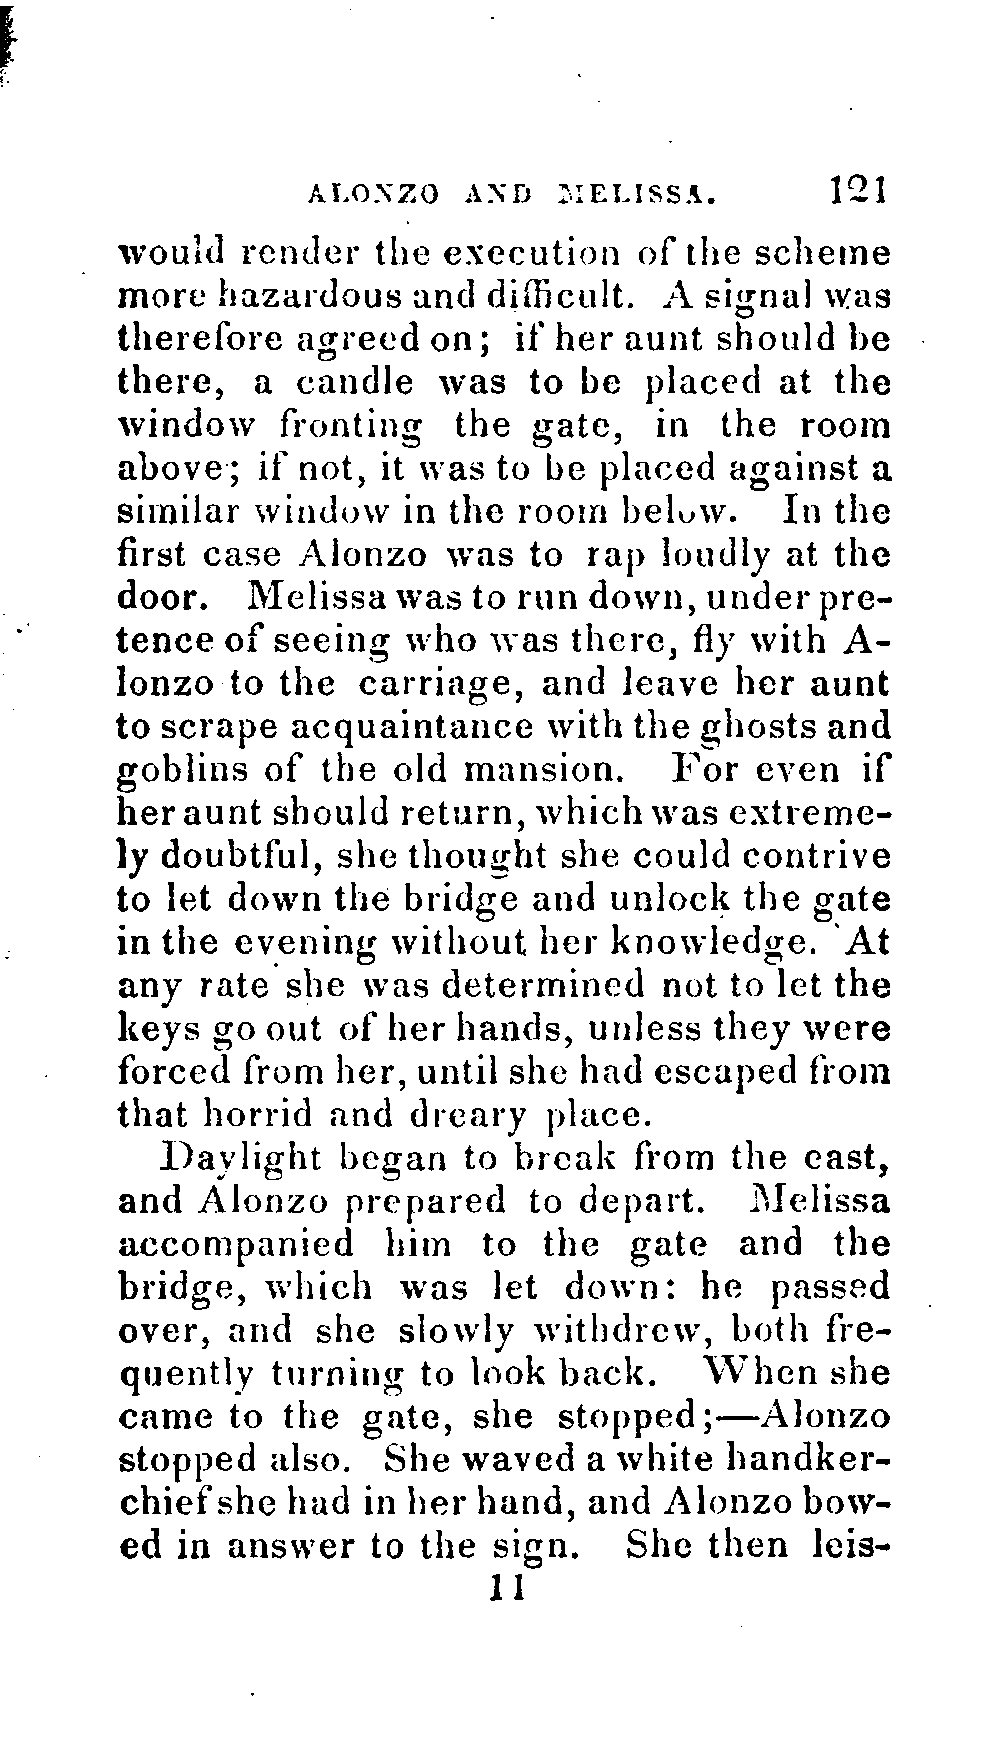 ALONZO AND MELISSA. 121
would render the execution of the scheme
more hazardous and difficult. A signal was
therefore agreed on; if her aunt should be
there, a candle was to be placed at the
window fronting the gate, in the room
above; if not, it was to be placed against a
similar window in the room below. In the
first case Alonzo was to rap loudly at the
door. Melissa was to run down, under pre-
tence of seeing who was there, fly with A-
lonzo to the carriage, and leave her aunt
to scrape acquaintance with the ghosts and
goblins of the old mansion. For even if
her aunt should return, which was extreme-
ly doubtful, she thought she could contrive
to let down the bridge and unlock the gate
in the evening without her knowledge. At
any rate she was determined not to let the
keys go out of her hands, unless they were
forced from her, until she had escaped from
that horrid and dreary place.
Daylight began to break from the east,
and Alonzo prepared to depart. Melissa
accompanied him to the gate and the
bridge, which was let down: he passed
over, and she slowly withdrew, both fre-
quently turning to look back. When she
came to the gate, she stopped;—Alonzo
stopped also. She waved a white handker-
chief she had in her hand, and Alonzo bow-
ed in answer to the sign. She then leis-
11